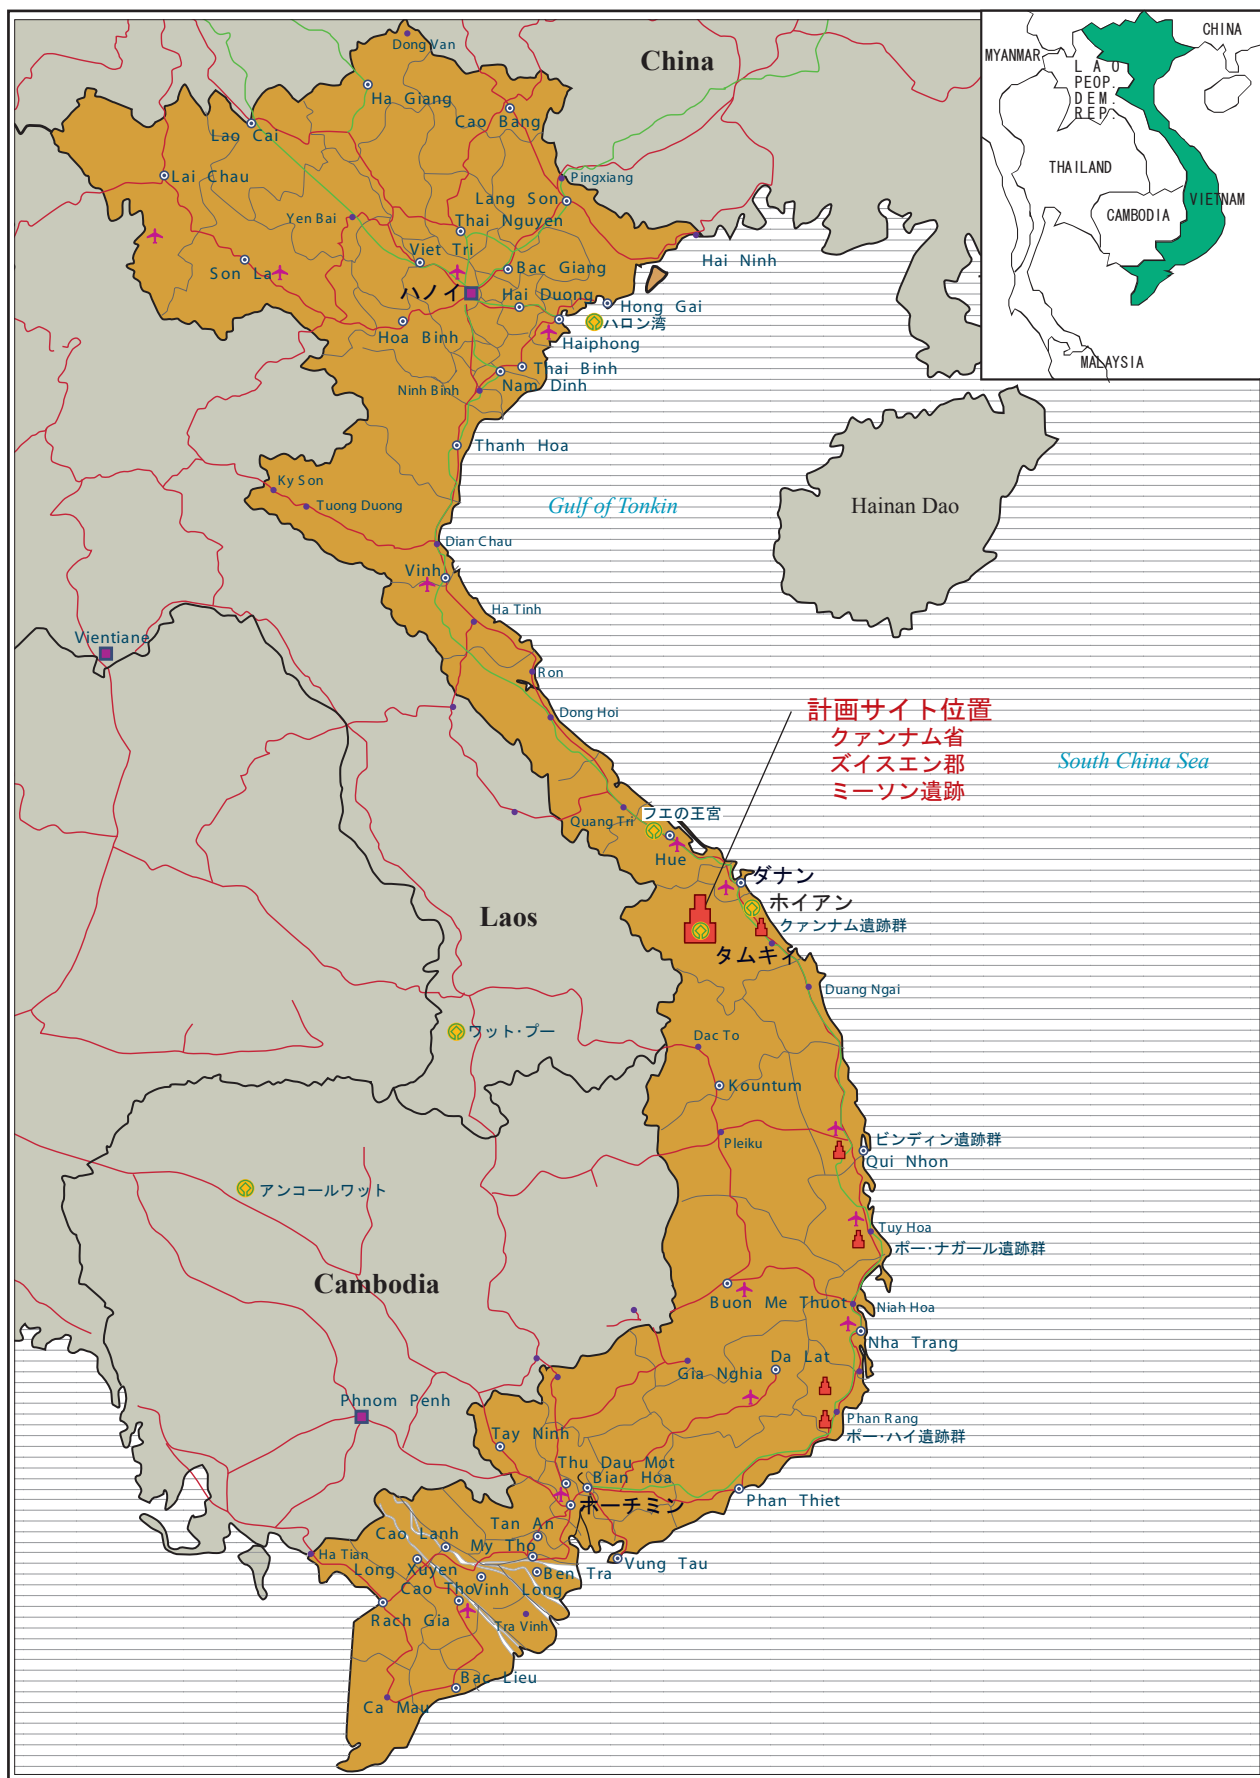 Dong Van
China
Ha Giang
Cao Bang
Lao Cai
Lai Chau
Pingxiang
Lang Son
Yen Bai
Thai Nguyen
Viet Tri
Hai Ninh
Son La
Bac Giang
ハノイ
Hai Duong
Hong Gai
ハロン湾
Hoa Binh
Haiphong
Thai Binh
Ninh Binh
Nam Dinh
Thanh Hoa
Ky Son
Tuong Duong
Gulf of Tonkin
Hainan Dao
Dian Chau
Vinh
Ha Tinh
Vientiane
Ron
Dong Hoi
計画サイト位置
クァンナム省
ズイスエン郡
ミーソン遺跡
South China Sea
Quang Tri
フエの王宮
Hue
ダナン
ホイアン
クァンナム遺跡群
Laos
タムキイ
Duang Ngai
ワット・プー
Dac To
Kountum
Pleiku
ビンディン遺跡群
Qui Nhon
アンコールワット
Tuy Hoa
ポー・ナガール遺跡群
Cambodia
Buon Me Thuot
Niah Hoa
Nha Trang
Da Lat
Gia Nghia
Phnom Penh
Phan Rang
ポー・ハイ遺跡群
Tay Ninh
Thu Dau Mot
Bian Hoa
Phan Thiet
ホーチミン
Tan An
Cao Lanh
My Tho
Ha Tian
Long Xuyen
Vung Tau
Ben Tra
Cao Tho
Vinh Long
Rach Gia
Tra Vinh
Bac Lieu
Ca Mau
CHINA
MYANMAR
LAO
PEOP.
DEM.
REP.
THAILAND
VIETNAM
CAMBODIA
MALAYSIA